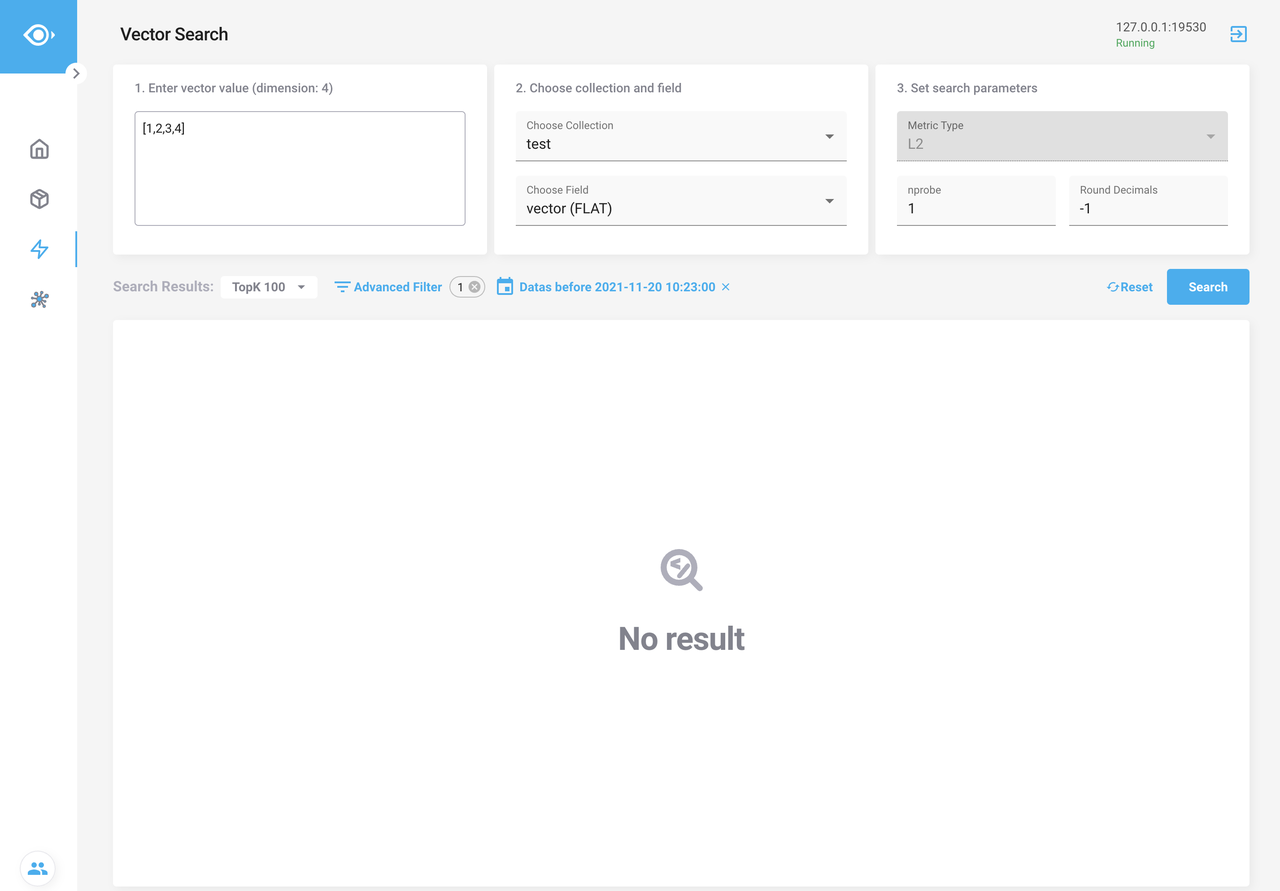 Vector Search
127.0.0.1:19530
Running
1. Enter vector value (dimension: 4)
[1,2,3,4]
2. Choose collection and field
Choose Collection
test
Choose Field
vector (FLAT)
3. Set search parameters
Metric Type
L2
nprobe
1
Round Decimals
-1
Search Results:
TopK 100
Advanced Filter
1
Datas before 2021-11-20 10:23:00
Reset
Search
No result